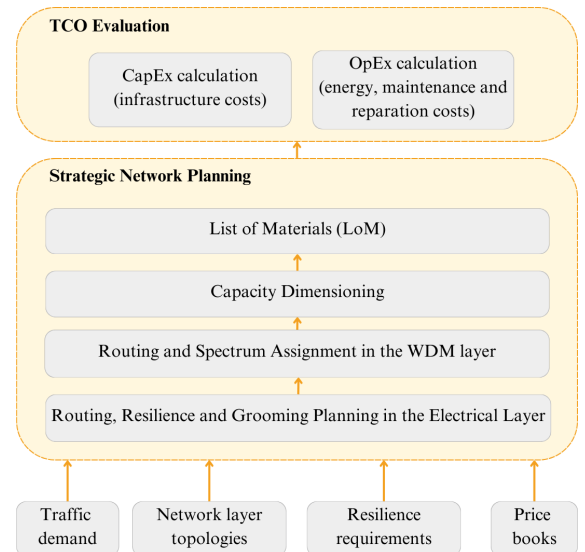 TCO Evaluation
CapEx calculation
(infrastructure costs)
OpEx calculation
(energy, maintenance and
reparation costs)
Strategic Network Planning
List of Materials (LoM)
Capacity Dimensioning
Routing and Spectrum Assignment in the WDM layer
Routing, Resilience and Grooming Planning in the Electrical Layer
Traffic
demand
Network layer
topologies
Resilience
requirements
Price
books